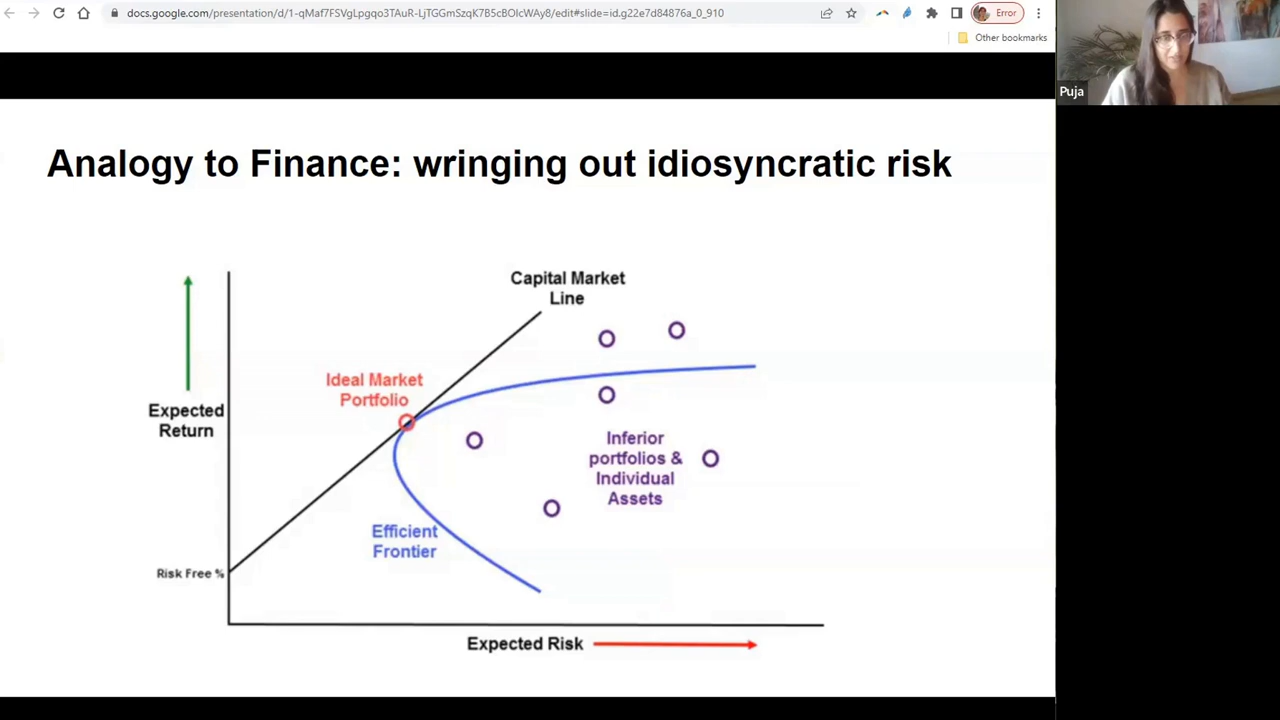 docs.google.com/presentation/d/1-qMaf7FSVgLpgqo3TAuR-LjTGGmSzqK7B5cBOIcWAy8/edit#slide=id.g22e7d84876a_0_910
Error
Other bookmarks
Puja
Analogy to Finance: wringing out idiosyncratic risk
Capital Market
Line
Ideal Market
Portfolio
Expected
Return
Inferior
portfolios &
Individual
Assets
Efficient
Frontier
Risk Free %
Expected Risk